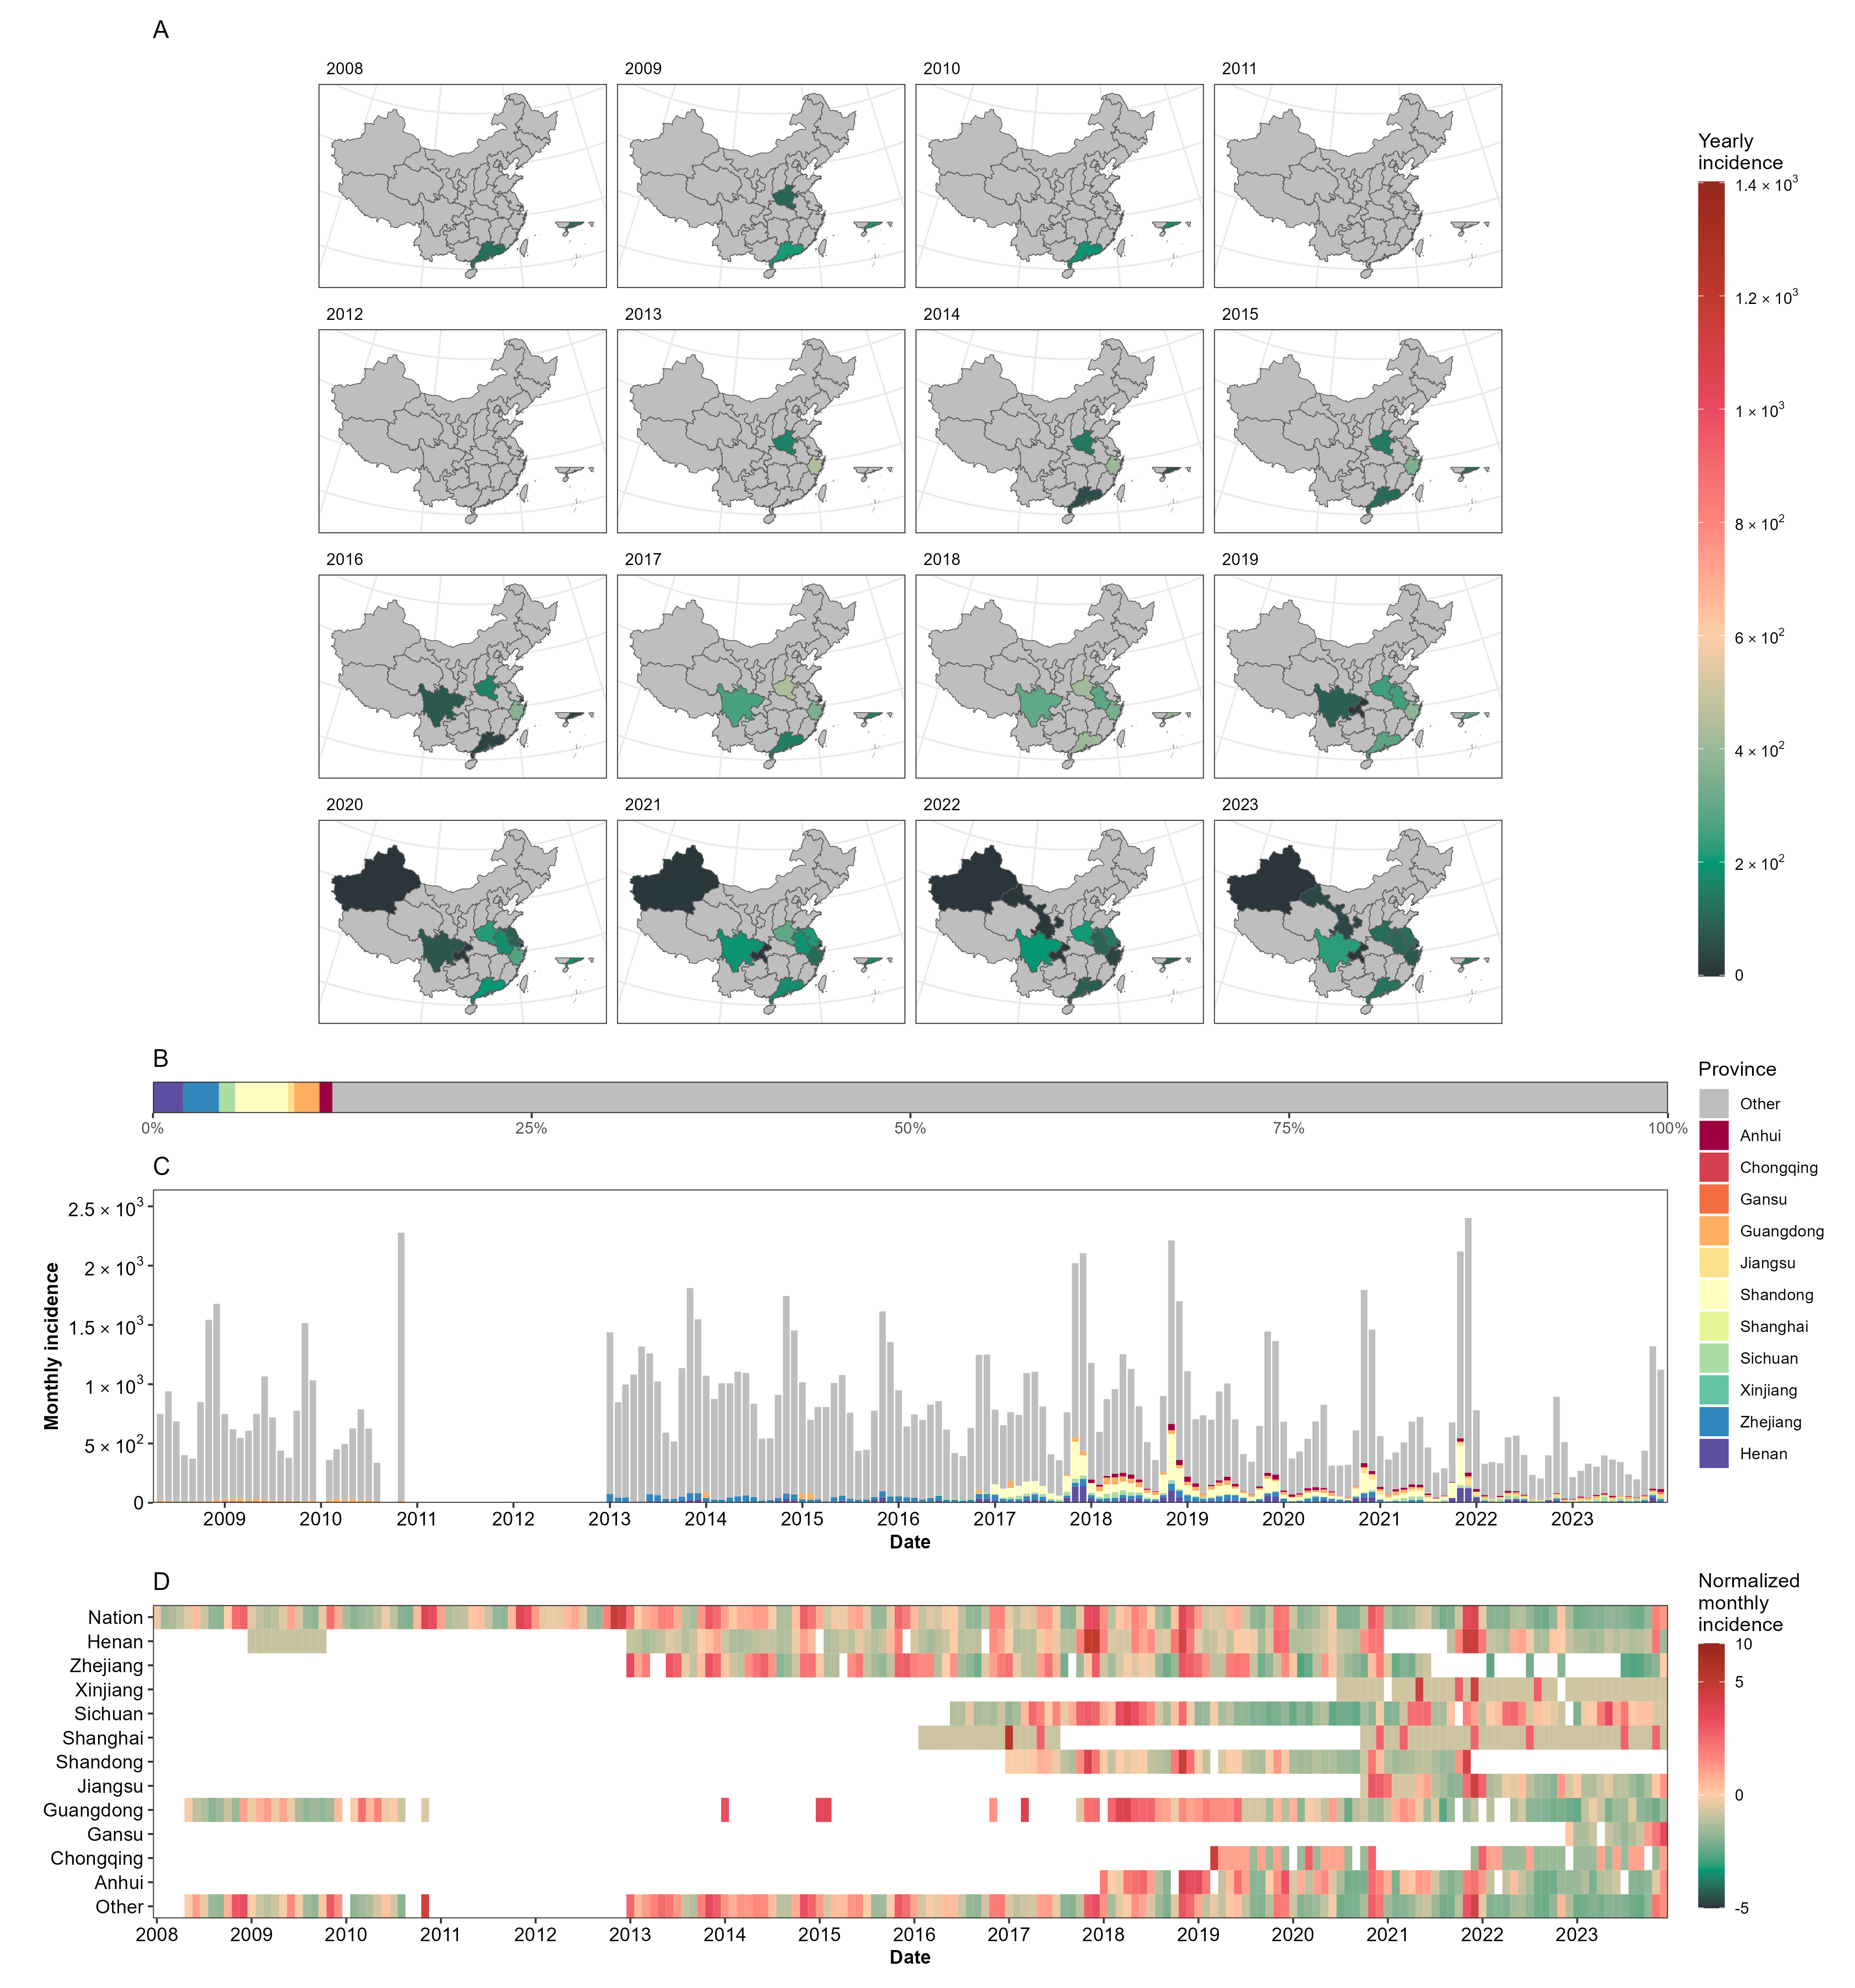 A
2008 2009 2010 2011
2012 2013 2014 2015
2016 2017 2018 2019
2020 2021 2022 2023
Yearly
incidence
1.4 × 10³
1.2 × 10³
1 × 10³
8 × 10²
6 × 10²
4 × 10²
2 × 10²
0
B
0% 25% 50% 75% 100%
Province
Other
Anhui
Chongqing
Gansu
Guangdong
Jiangsu
Shandong
Shanghai
Sichuan
Xinjiang
Zhejiang
Henan
C
Monthly incidence
2.5 × 10³
2 × 10³
1.5 × 10³
1 × 10³
5 × 10²
0
2009 2010 2011 2012 2013 2014 2015 2016 2017 2018 2019 2020 2021 2022 2023
Date
D
Nation
Henan
Zhejiang
Xinjiang
Sichuan
Shanghai
Shandong
Jiangsu
Guangdong
Gansu
Chongqing
Anhui
Other
2008 2009 2010 2011 2012 2013 2014 2015 2016 2017 2018 2019 2020 2021 2022 2023
Date
Normalized
monthly
incidence
10
5
0
-5